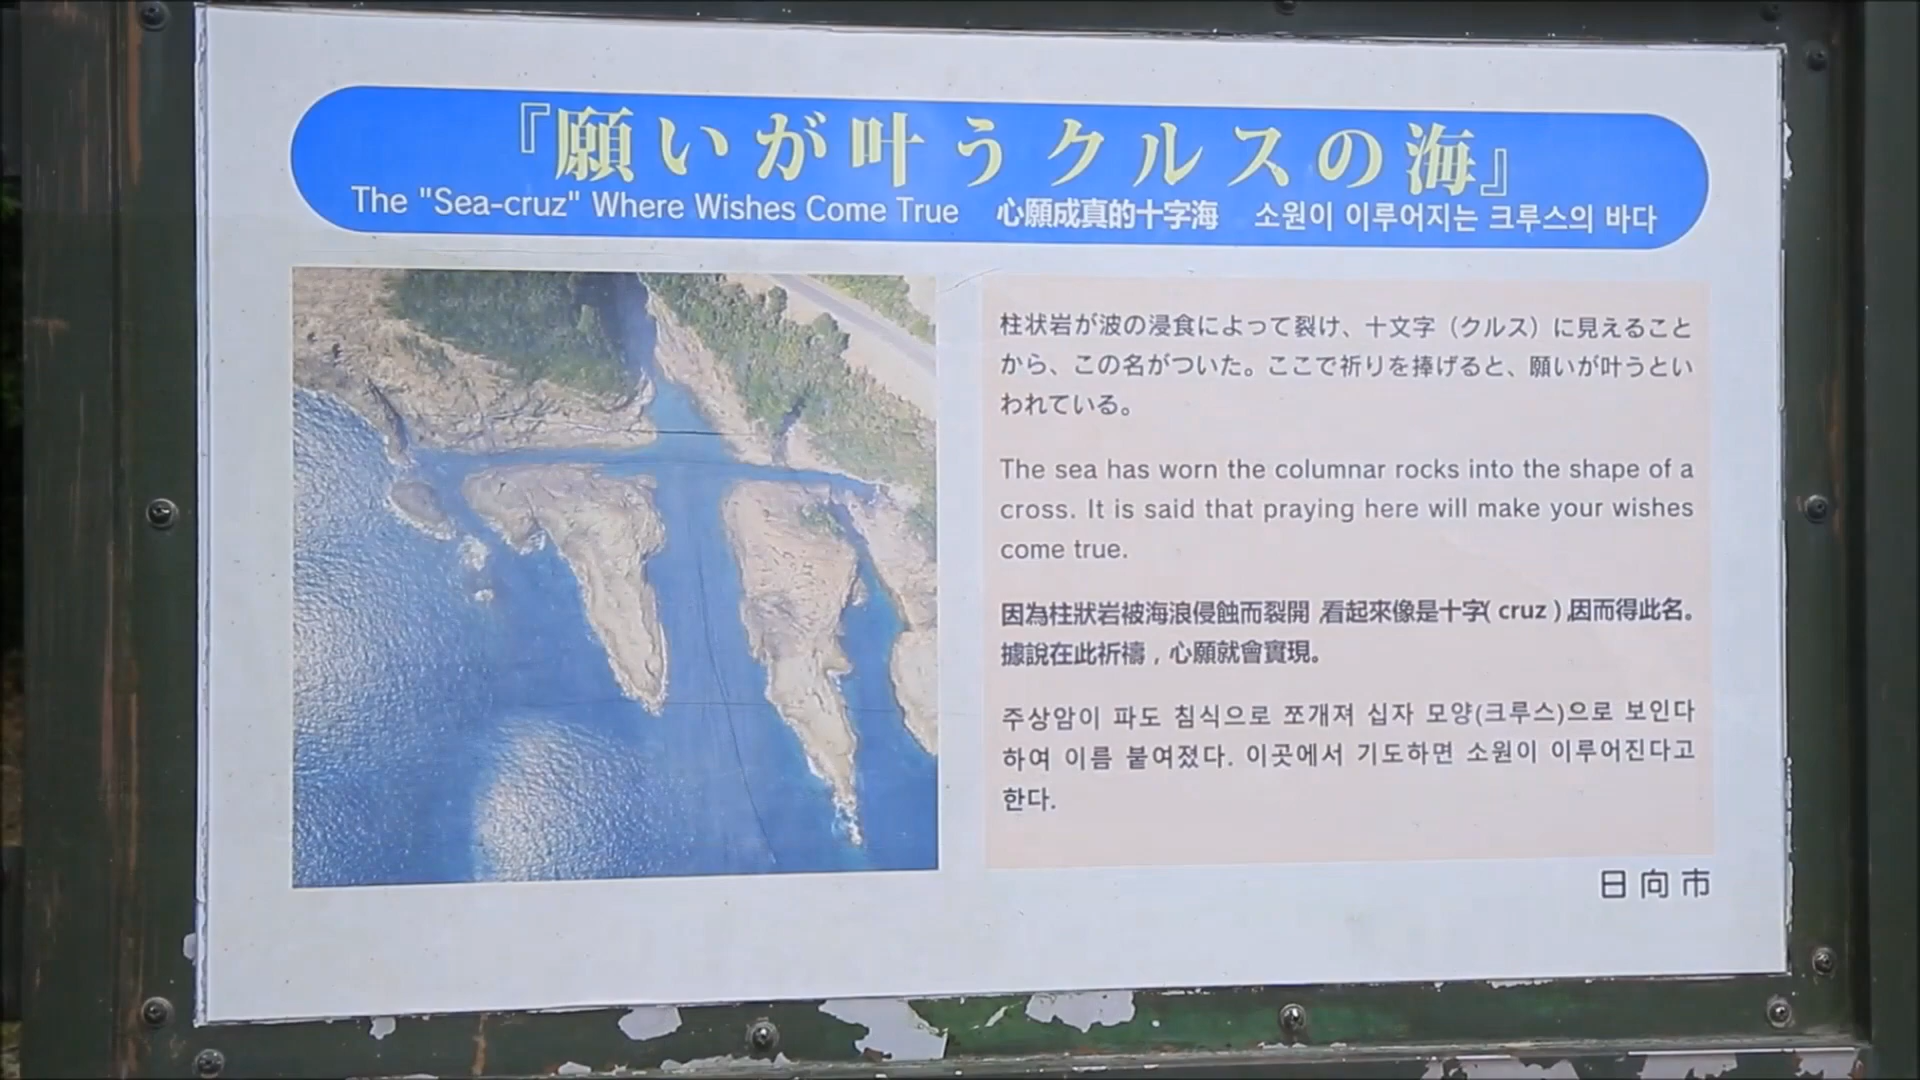 『願いが叶うクルスの海』
The "Sea-cruz" Where Wishes Come True 心願成真的十字海 소원이 이루어지는 크루스의 바다
柱状岩が波の浸食によって裂け、十文字（クルス）に見えること
から、この名がついた。ここで祈りを捧げると、願いが叶うとい
われている。
The sea has worn the columnar rocks into the shape of a
cross. It is said that praying here will make your wishes
come true.
因為柱狀岩被海浪侵蝕而裂開,看起來像是十字( cruz ),因而得此名。
據說在此祈禱，心願就會實現。
주상암이 파도 침식으로 쪼개져 십자 모양(크루스)으로 보인다
하여 이름 붙여졌다. 이곳에서 기도하면 소원이 이루어진다고
한다.
日向市